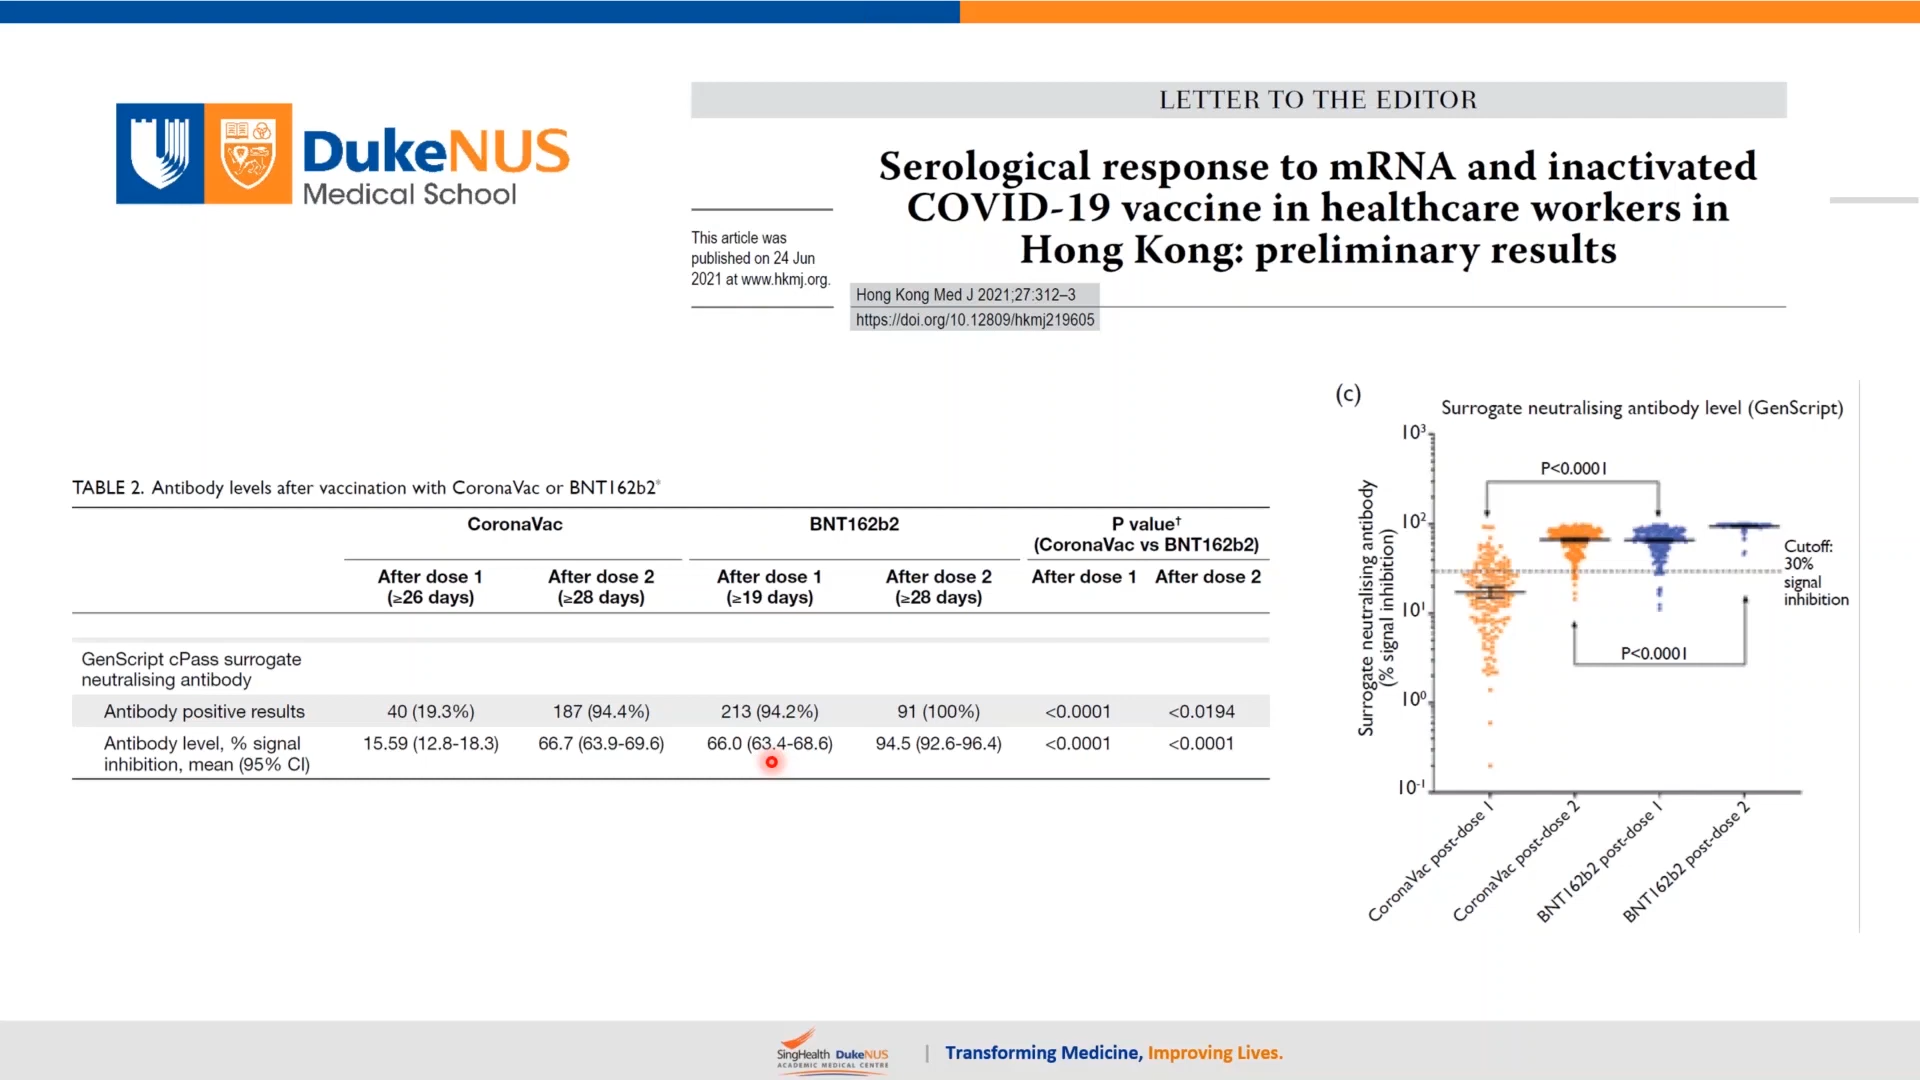 DukeNUS
Medical School
LETTER TO THE EDITOR
Serological response to mRNA and inactivated
COVID-19 vaccine in healthcare workers in
Hong Kong: preliminary results
This article was
published on 24 Jun
2021 at www.hkmj.org.
Hong Kong Med J 2021;27:312–3
https://doi.org/10.12809/hkmj219605
TABLE 2. Antibody levels after vaccination with CoronaVac or BNT162b2*
CoronaVac BNT162b2 P value†
(CoronaVac vs BNT162b2)
After dose 1 After dose 2 After dose 1 After dose 2 After dose 1 After dose 2
(≥26 days) (≥28 days) (≥19 days) (≥28 days)
GenScript cPass surrogate
neutralising antibody
Antibody positive results 40 (19.3%) 187 (94.4%) 213 (94.2%) 91 (100%) <0.0001 <0.0194
Antibody level, % signal 15.59 (12.8-18.3) 66.7 (63.9-69.6) 66.0 (63.4-68.6) 94.5 (92.6-96.4) <0.0001 <0.0001
inhibition, mean (95% CI)
(c)
Surrogate neutralising antibody level (GenScript)
Surrogate neutralising antibody
(% signal inhibition)
10³
10²
10¹
10⁰
10⁻¹
P<0.0001
P<0.0001
Cutoff:
30%
signal
inhibition
CoronaVac post-dose 1
CoronaVac post-dose 2
BNT162b2 post-dose 1
BNT162b2 post-dose 2
SingHealth DukeNUS
ACADEMIC MEDICAL CENTRE
Transforming Medicine, Improving Lives.